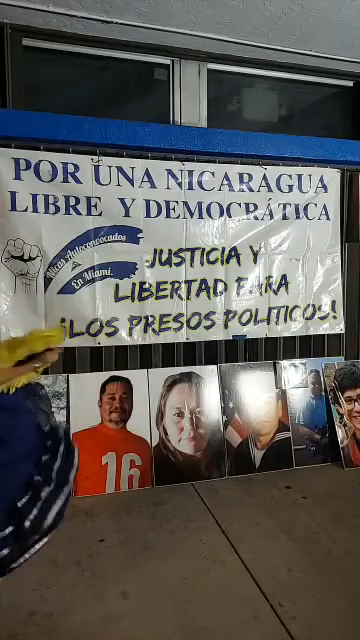 POR UNA NICARAGUA
LIBRE Y DEMOCRÁTICA
Nicas Autoconvocados
En Miami.
JUSTICIA Y
LIBERTAD PARA
¡LOS PRESOS POLITICOS!
16